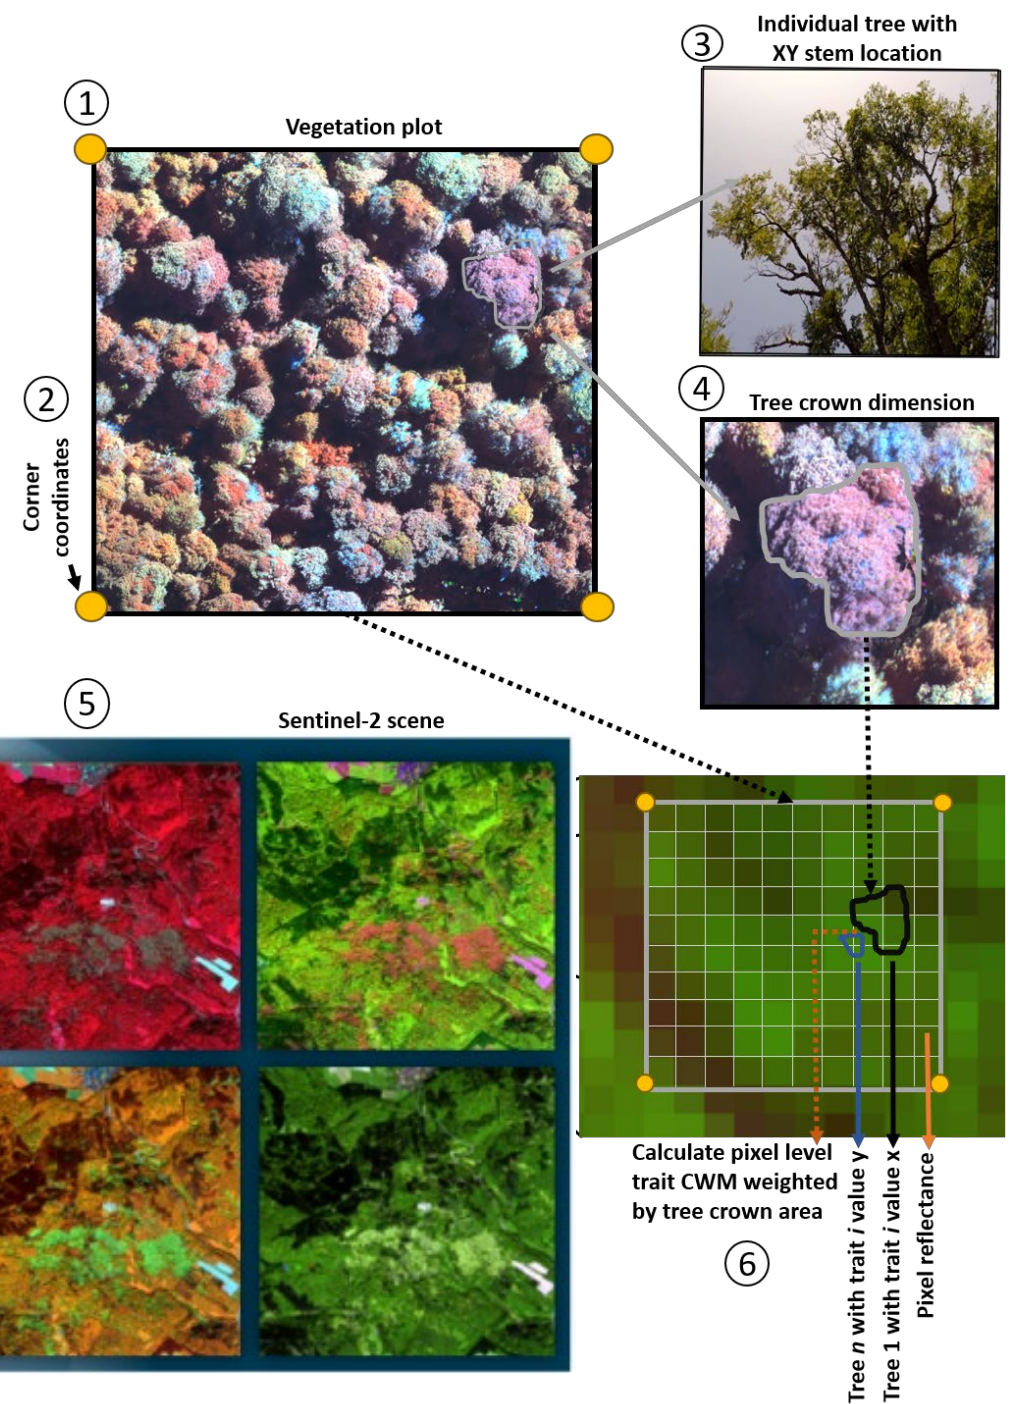 Individual tree with
XY stem location
3
1
Vegetation plot
2
Corner
coordinates
4
Tree crown dimension
5
Sentinel-2 scene
Calculate pixel level
trait CWM weighted
by tree crown area
6
Tree n with trait i value y
Tree 1 with trait i value x
Pixel reflectance